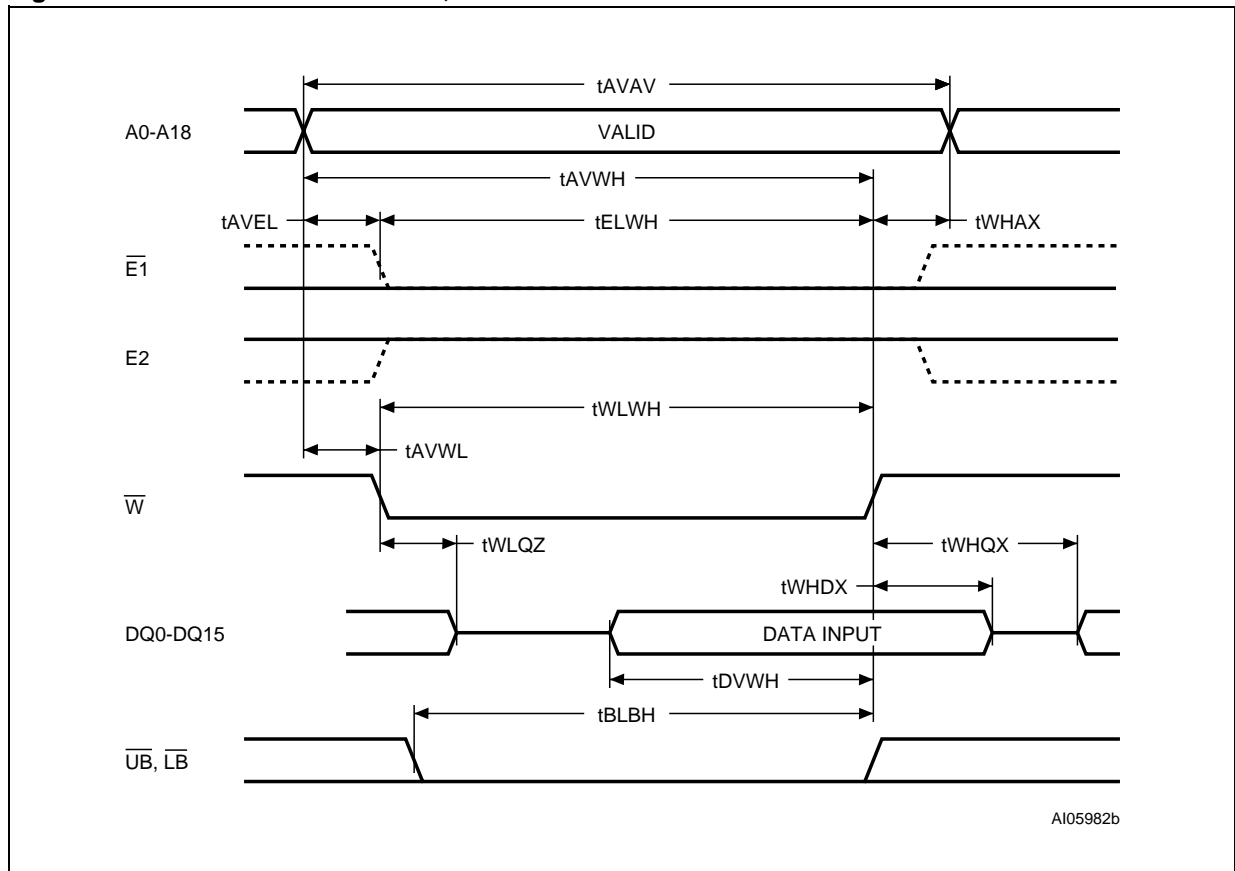 tAVAV
A0-A18
VALID
tAVWH
tAVEL
tELWH
tWHAX
E1
E2
tWLWH
tAVWL
W
tWLQZ
tWHQX
tWHDX
DQ0-DQ15
DATA INPUT
tDVWH
tBLBH
UB, LB
AI05982b